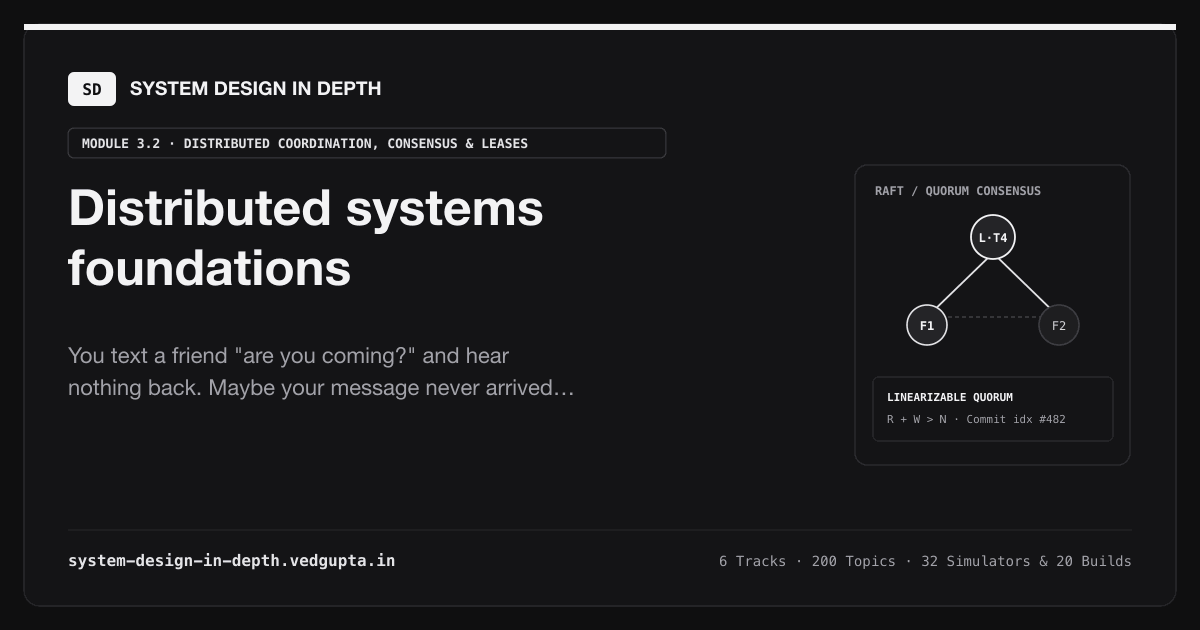 SD
SYSTEM DESIGN IN DEPTH
MODULE 3.2 · DISTRIBUTED COORDINATION, CONSENSUS & LEASES
Distributed systems
foundations
You text a friend "are you coming?" and hear
nothing back. Maybe your message never arrived…
RAFT / QUORUM CONSENSUS
L·T4
F1
F2
LINEARIZABLE QUORUM
R + W > N · Commit idx #482
system-design-in-depth.vedgupta.in
6 Tracks · 200 Topics · 32 Simulators & 20 Builds